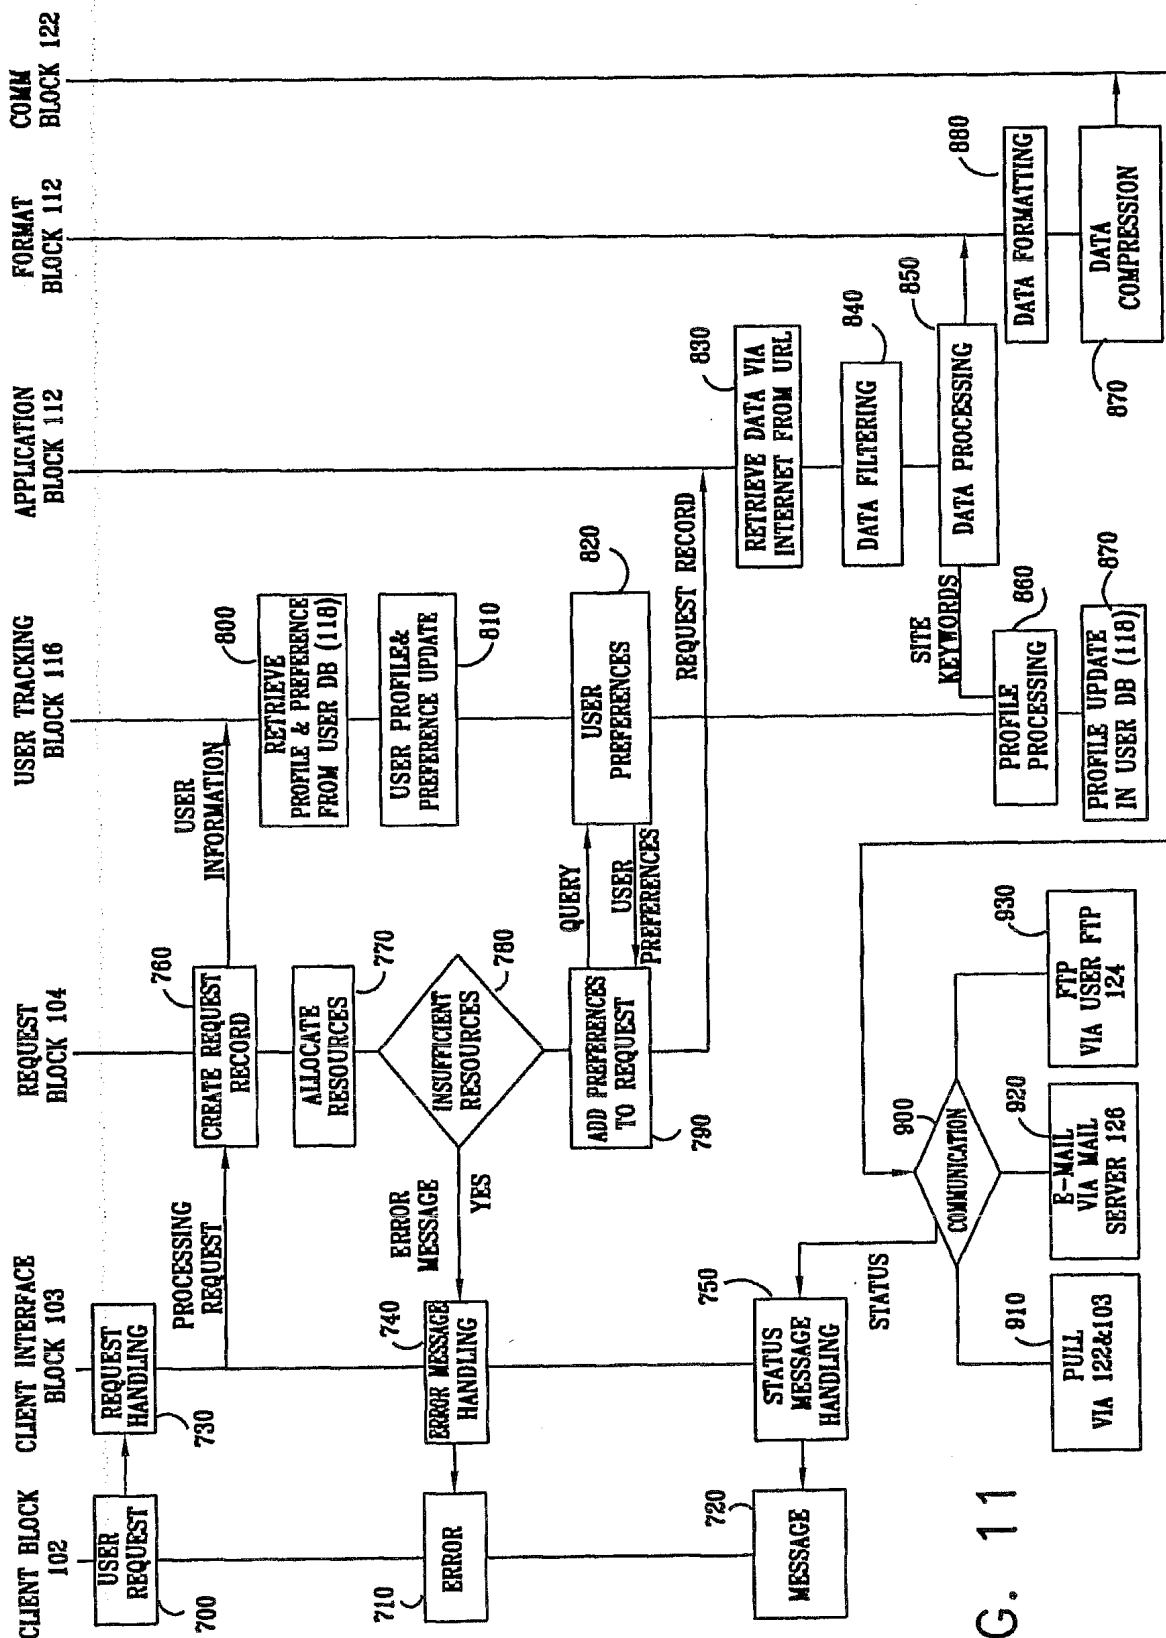 CLIENT BLOCK
102
CLIENT INTERFACE
BLOCK 103
REQUEST
BLOCK 104
USER TRACKING
BLOCK 116
APPLICATION
BLOCK 112
FORMAT
BLOCK 112
COMM
BLOCK 122
USER
REQUEST
700
REQUEST
HANDLING
730
PROCESSING
REQUEST
760
CREATE REQUEST
RECORD
USER
INFORMATION
800
RETRIEVE
PROFILE & PREFERENCE
FROM USER DB (118)
770
ALLOCATE
RESOURCES
USER PROFILE&
PREFERENCE UPDATE
810
710
ERROR
740
ERROR MESSAGE
HANDLING
ERROR
MESSAGE
YES
INSUFFICIENT
RESOURCES
780
ADD PREFERENCES
TO REQUEST
790
QUERY
USER
PREFERENCES
USER
PREFERENCES
820
REQUEST RECORD
830
RETRIEVE DATA VIA
INTERNET FROM URL
840
DATA FILTERING
850
DATA PROCESSING
SITE
KEYWORDS
860
PROFILE
PROCESSING
870
PROFILE UPDATE
IN USER DB (118)
880
DATA FORMATTING
DATA
COMPRESSION
870
720
MESSAGE
750
STATUS
MESSAGE
HANDLING
STATUS
900
COMMUNICATION
910
PULL
VIA 122&103
920
E-MAIL
VIA MAIL
SERVER 126
930
FTP
VIA USER FTP
124
G. 11